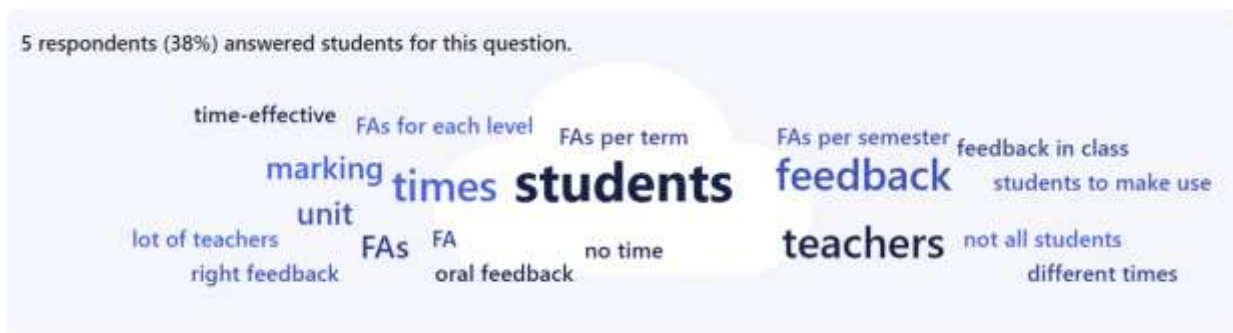 5 respondents (38%) answered students for this question.
time-effective
FAs for each level
FAs per term
FAs per semester
feedback in class
marking
times
students
feedback
students to make use
unit
lot of teachers
FAs
FA
no time
teachers
not all students
right feedback
oral feedback
different times